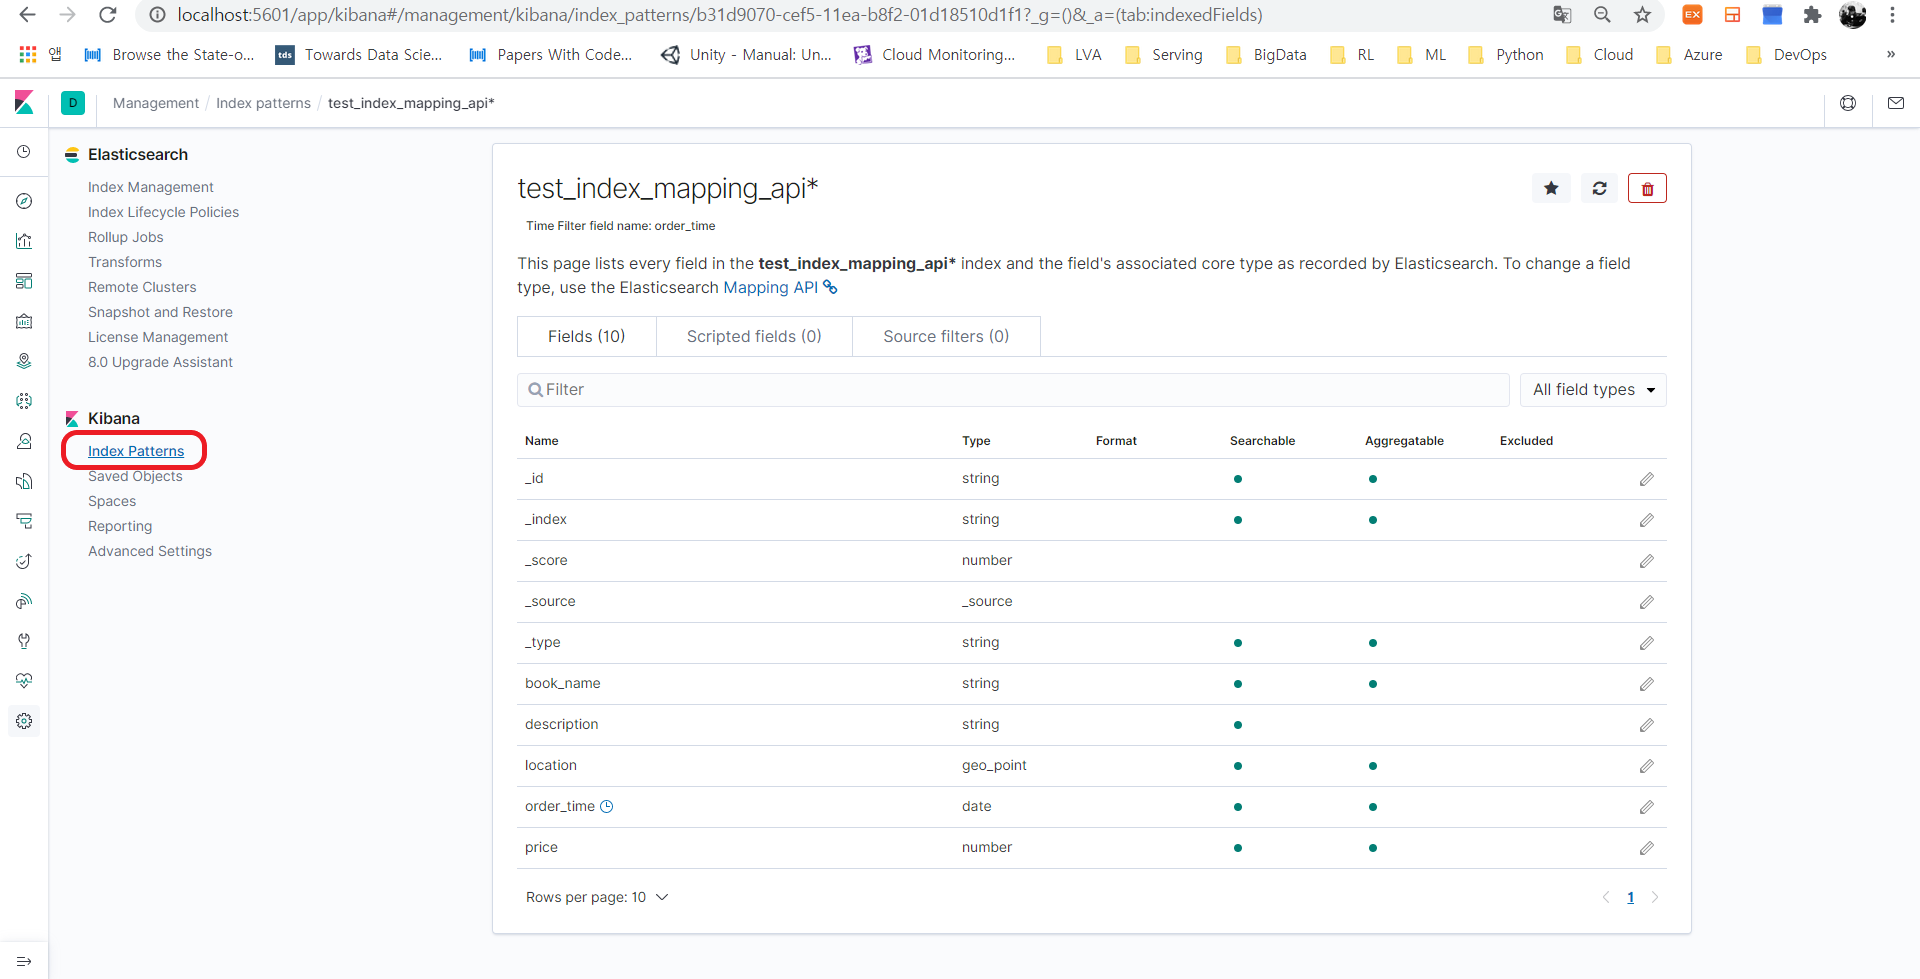 localhost:5601/app/kibana#/management/kibana/index_patterns/b31d9070-cef5-11ea-b8f2-01d18510d1f1?_g=()&_a=(tab:indexedFields)
EX
앱 Browse the State-o... tds Towards Data Scie... Papers With Code... Unity - Manual: Un... Cloud Monitoring... LVA Serving BigData RL ML Python Cloud Azure DevOps »
D Management / Index patterns / test_index_mapping_api*
Elasticsearch
Index Management
Index Lifecycle Policies
Rollup Jobs
Transforms
Remote Clusters
Snapshot and Restore
License Management
8.0 Upgrade Assistant
Kibana
Index Patterns
Saved Objects
Spaces
Reporting
Advanced Settings
test_index_mapping_api*
Time Filter field name: order_time
This page lists every field in the test_index_mapping_api* index and the field's associated core type as recorded by Elasticsearch. To change a field
type, use the Elasticsearch Mapping API
Fields (10) Scripted fields (0) Source filters (0)
Filter All field types
Name Type Format Searchable Aggregatable Excluded
_id string
_index string
_score number
_source _source
_type string
book_name string
description string
location geo_point
order_time date
price number
Rows per page: 10 1